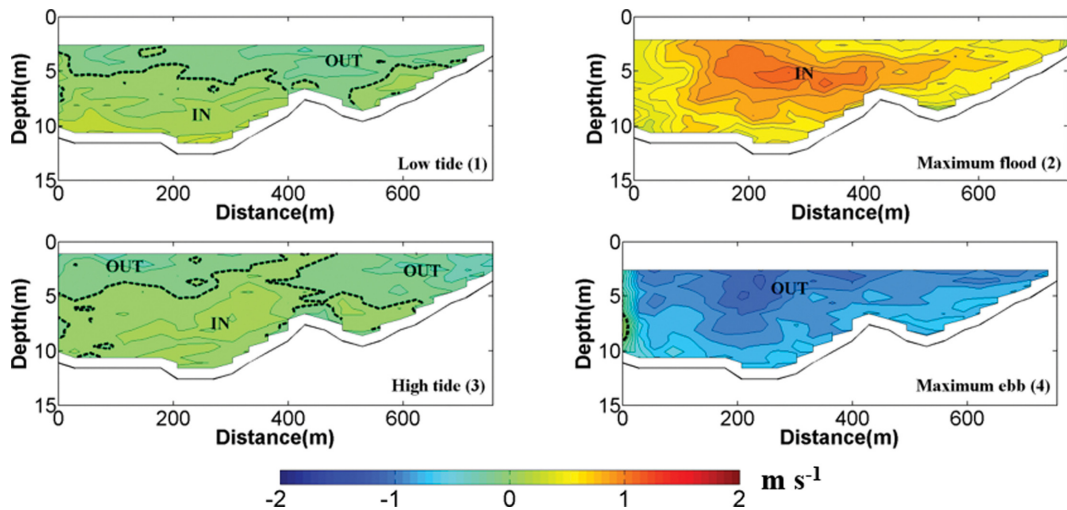 0
5
10
15
Depth(m)
OUT
IN
Low tide (1)
0 200 400 600
Distance(m)
0
5
10
15
Depth(m)
IN
Maximum flood (2)
0 200 400 600
Distance(m)
0
5
10
15
Depth(m)
OUT OUT
IN
High tide (3)
0 200 400 600
Distance(m)
0
5
10
15
Depth(m)
OUT
Maximum ebb (4)
0 200 400 600
Distance(m)
-2 -1 0 1 2 m s-1